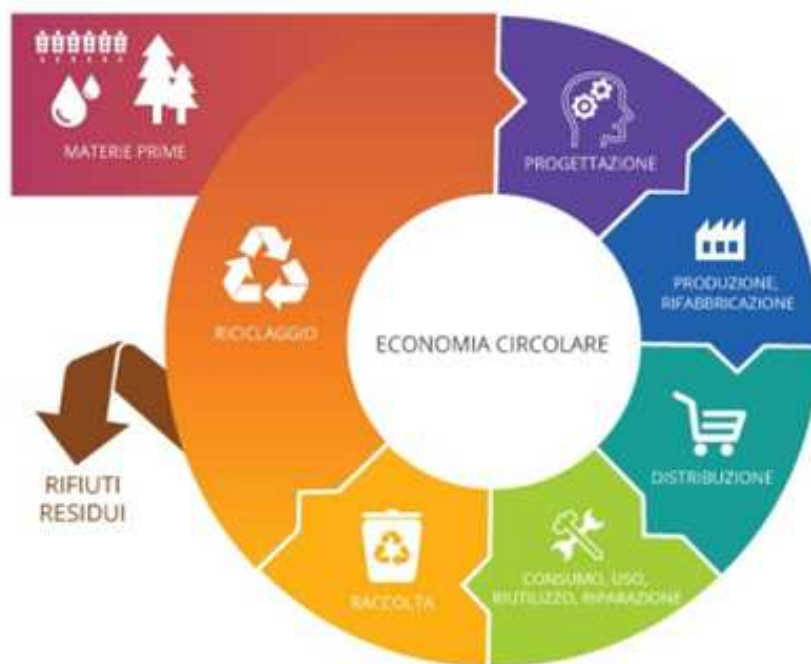 MATERIE PRIME
PROGETTAZIONE
PRODUZIONE,
RIFABBRICAZIONE
RICICLAGGIO
ECONOMIA CIRCOLARE
DISTRIBUZIONE
RIFIUTI
RESIDUI
CONSUMO, USO,
RIUTILIZZO, RIPARAZIONE
RACCOLTA